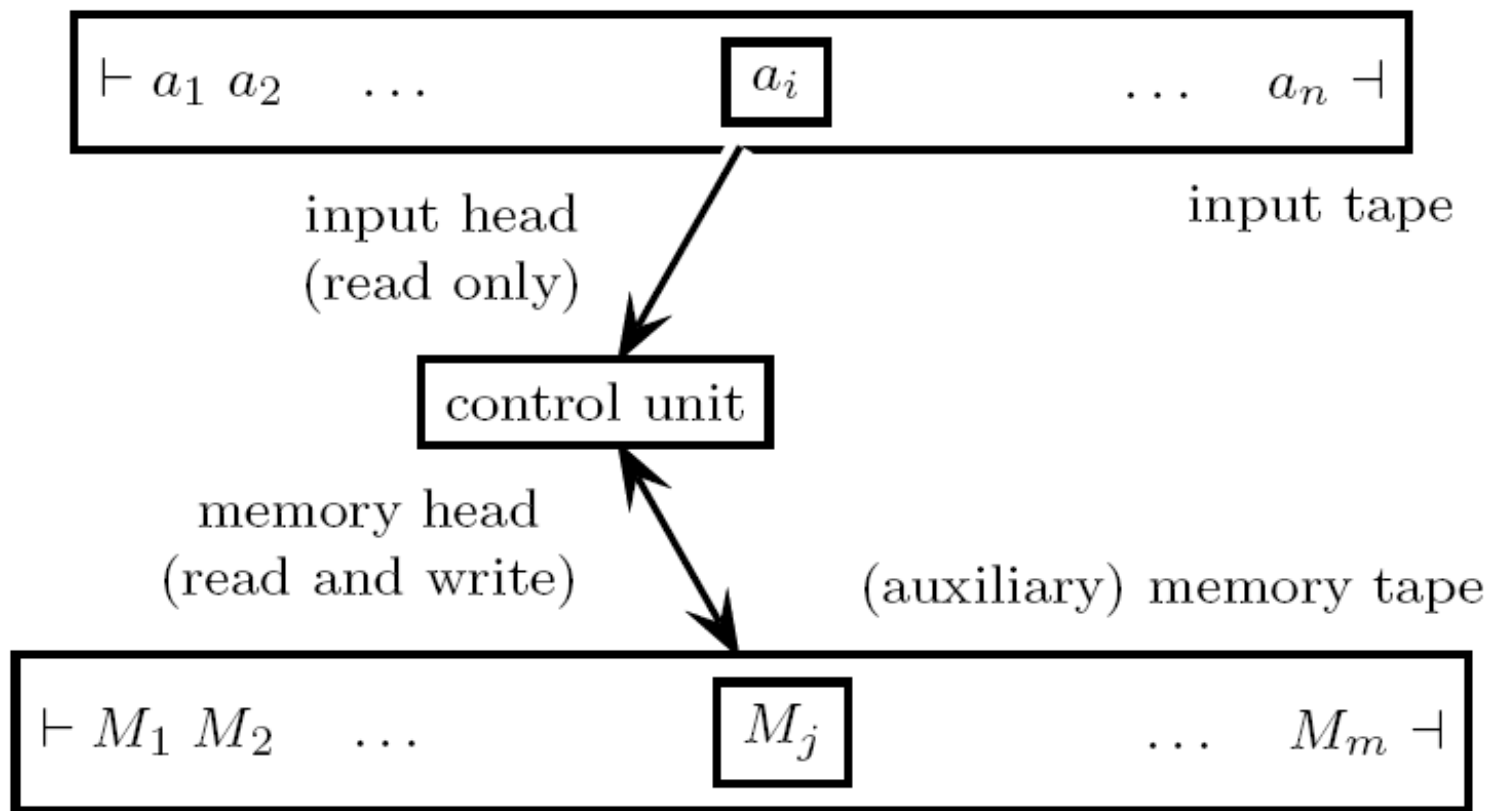 ⊢ a₁ a₂ … aᵢ … aₙ ⊣
input head
(read only)
input tape
control unit
memory head
(read and write)
(auxiliary) memory tape
⊢ M₁ M₂ … Mⱼ … Mₘ ⊣